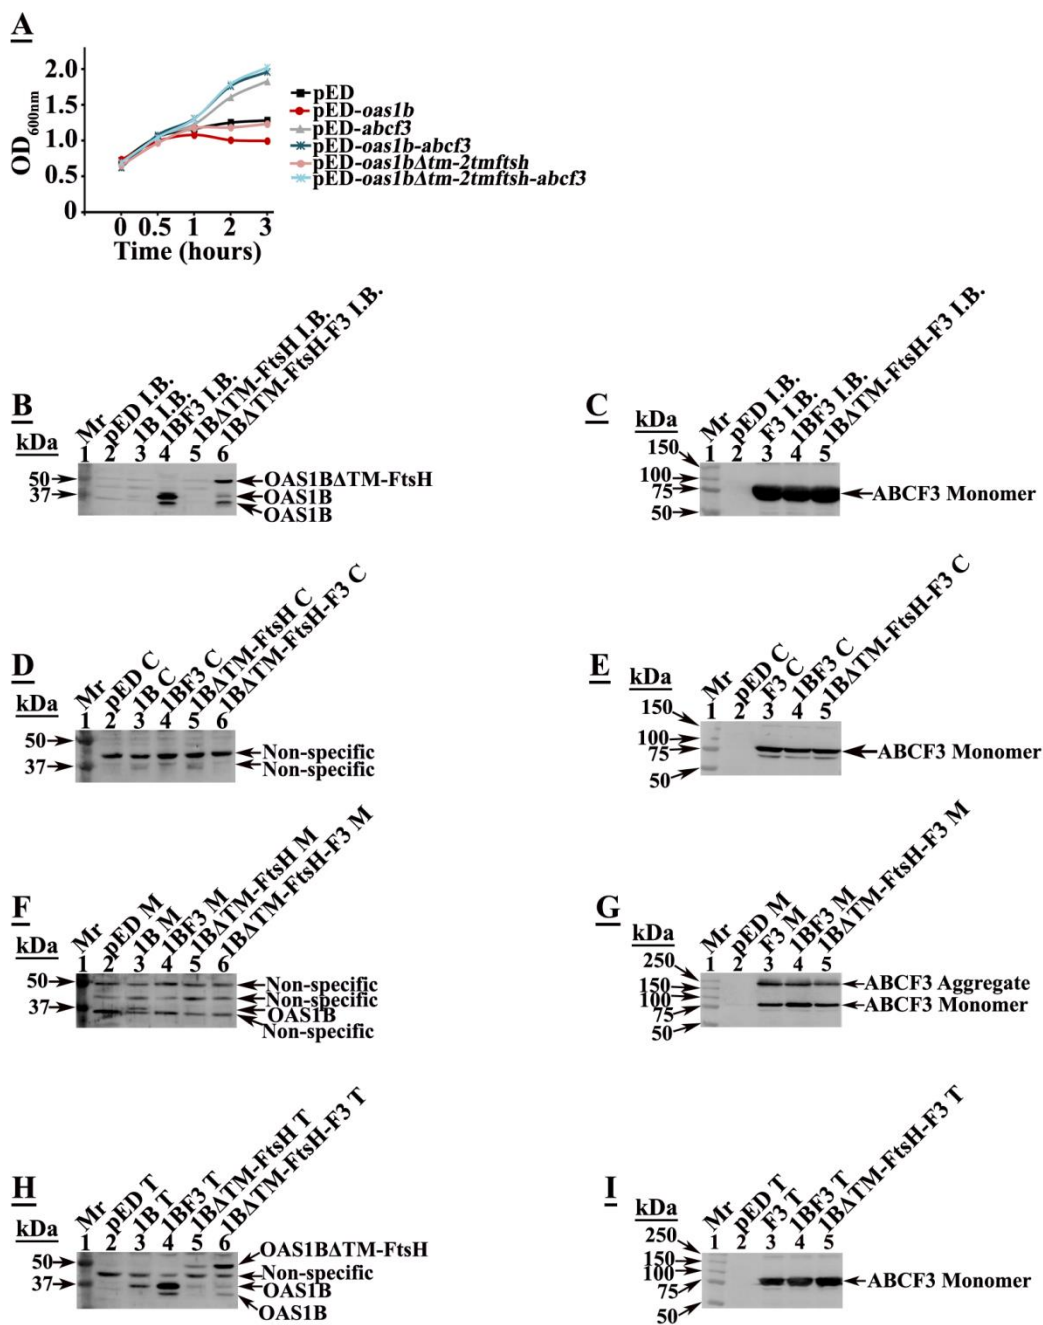 A
OD600nm
2.0
1.5
1.0
0.5
0
0 0.5 1 2 3
Time (hours)
pED
pED-oas1b
pED-abcf3
pED-oas1b-abcf3
pED-oas1bΔtm-2tmftsh
pED-oas1bΔtm-2tmftsh-abcf3
B
kDa
Mr
pED I.B.
1B I.B.
1BF3 I.B.
1BΔTM-FtsH I.B.
1BΔTM-FtsH-F3 I.B.
1 2 3 4 5 6
50
37
OAS1BΔTM-FtsH
OAS1B
OAS1B
C
kDa
Mr
pED I.B.
F3 I.B.
1BF3 I.B.
1BΔTM-FtsH-F3 I.B.
1 2 3 4 5
150
100
75
50
ABCF3 Monomer
D
kDa
Mr
pED C
1B C
1BF3 C
1BΔTM-FtsH C
1BΔTM-FtsH-F3 C
1 2 3 4 5 6
50
37
Non-specific
Non-specific
E
kDa
Mr
pED C
F3 C
1BF3 C
1BΔTM-FtsH-F3 C
1 2 3 4 5
150
100
75
50
ABCF3 Monomer
F
kDa
Mr
pED M
1B M
1BF3 M
1BΔTM-FtsH M
1BΔTM-FtsH-F3 M
1 2 3 4 5 6
50
37
Non-specific
Non-specific
OAS1B
Non-specific
G
kDa
Mr
pED M
F3 M
1BF3 M
1BΔTM-FtsH-F3 M
1 2 3 4 5
250
150
100
75
50
ABCF3 Aggregate
ABCF3 Monomer
H
kDa
Mr
pED T
1B T
1BF3 T
1BΔTM-FtsH T
1BΔTM-FtsH-F3 T
1 2 3 4 5 6
50
37
OAS1BΔTM-FtsH
Non-specific
OAS1B
OAS1B
I
kDa
Mr
pED T
F3 T
1BF3 T
1BΔTM-FtsH-F3 T
1 2 3 4 5
250
150
100
75
50
ABCF3 Monomer